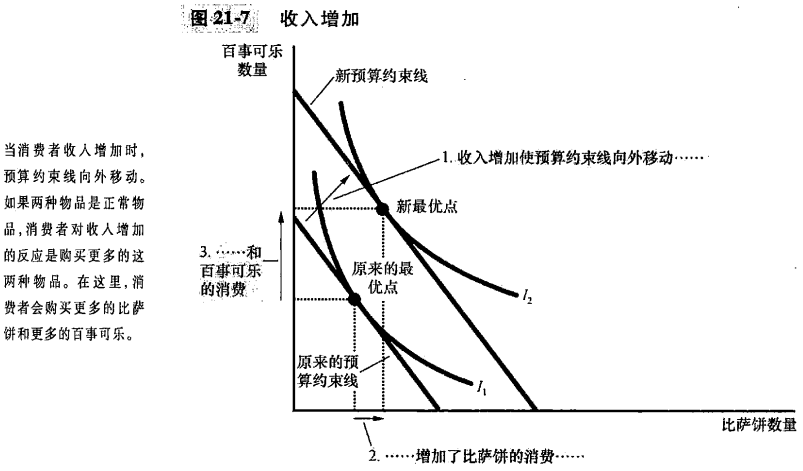 图21-7 收入增加
百事可乐
数量
新预算约束线
当消费者收入增加时,
预算约束线向外移动。
如果两种物品是正常物
品,消费者对收入增加
的反应是购买更多的这
两种物品。在这里,消
费者会购买更多的比萨
饼和更多的百事可乐。
1. 收入增加使预算约束线向外移动……
新最优点
3. ……和
百事可乐
的消费
原来的最
优点
I₂
原来的预
算约束线
I₁
比萨饼数量
2. ……增加了比萨饼的消费……